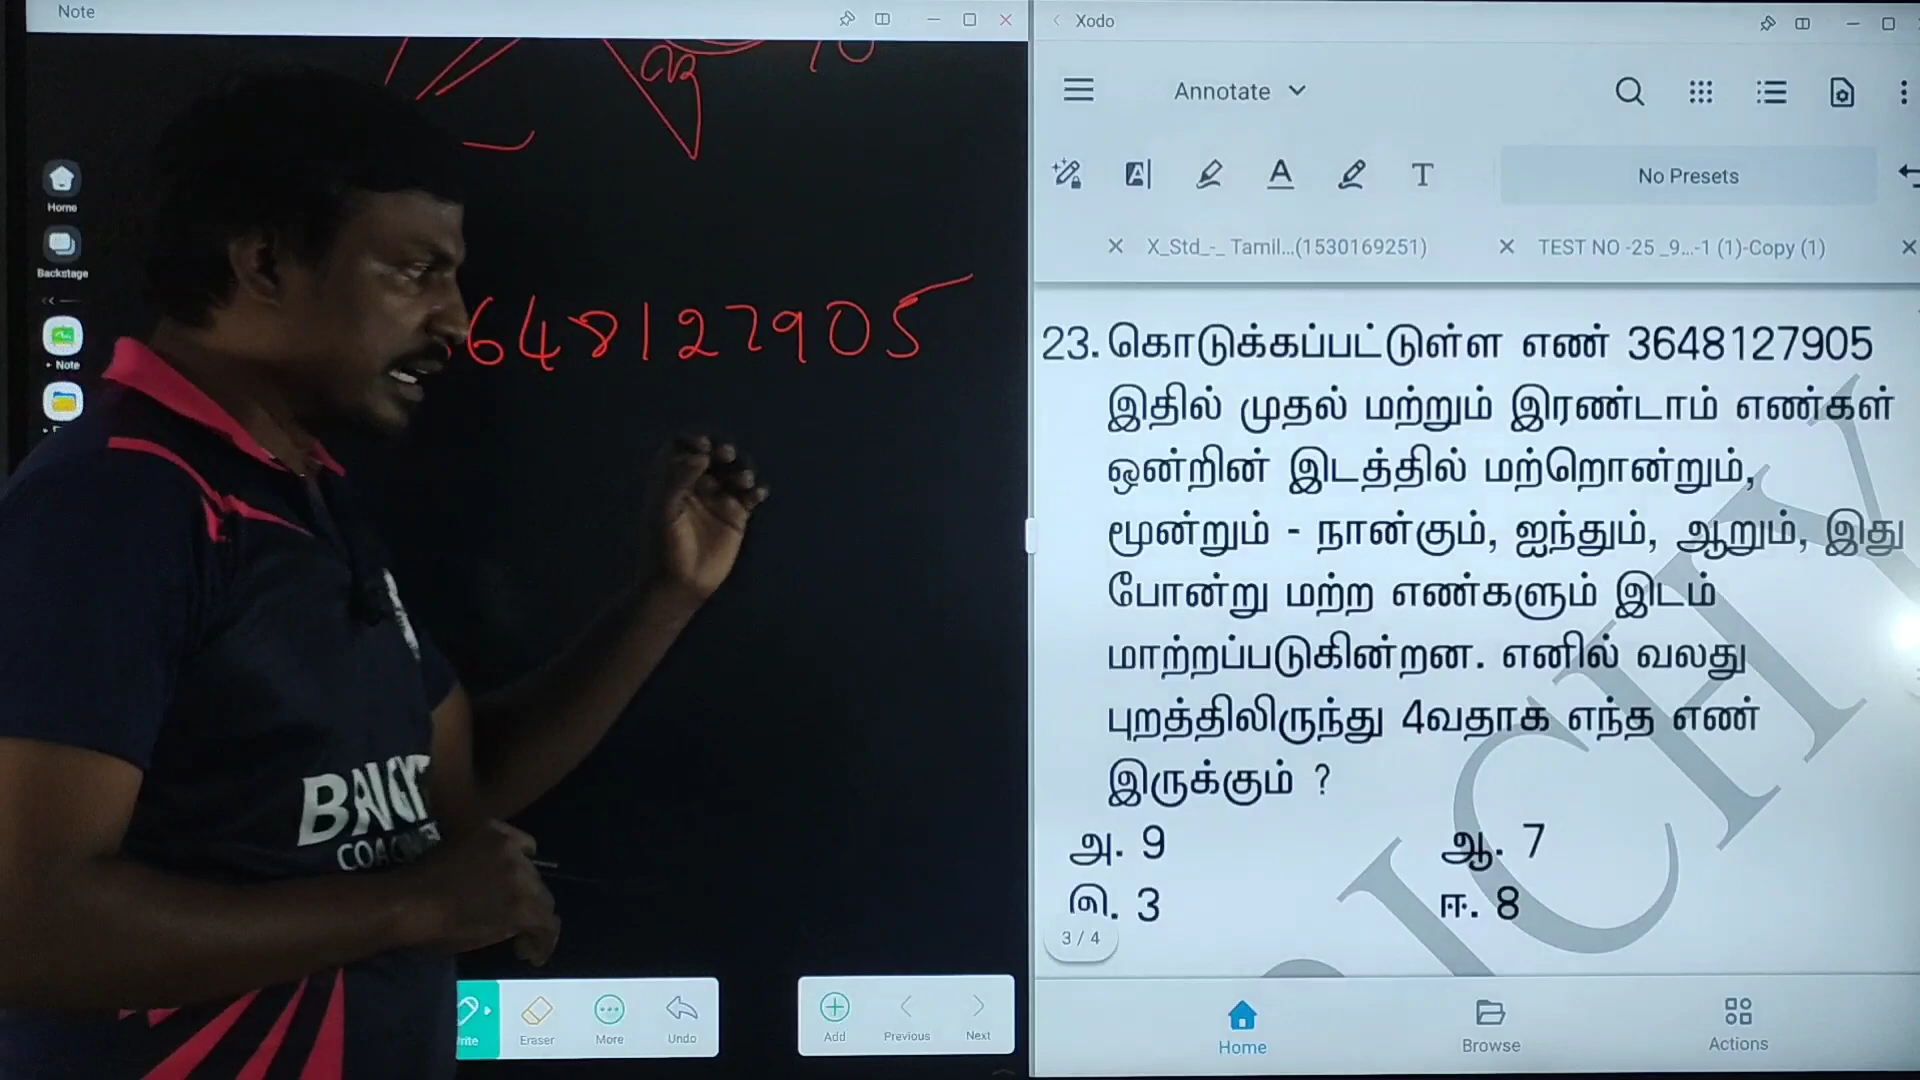 Note
Xodo
Annotate
No Presets
X_Std_-_ Tamil...(1530169251)
TEST NO -25 _9...-1 (1)-Copy (1)
Home
Backstage
Note
648127905
23. கொடுக்கப்பட்டுள்ள எண் 3648127905
இதில் முதல் மற்றும் இரண்டாம் எண்கள்
ஒன்றின் இடத்தில் மற்றொன்றும்,
மூன்றும் - நான்கும், ஐந்தும், ஆறும், இது
போன்று மற்ற எண்களும் இடம்
மாற்றப்படுகின்றன. எனில் வலது
புறத்திலிருந்து 4வதாக எந்த எண்
இருக்கும் ?
அ. 9 ஆ. 7
இ. 3 ஈ. 8
3 / 4
Eraser
More
Undo
Add
Previous
Next
Home
Browse
Actions